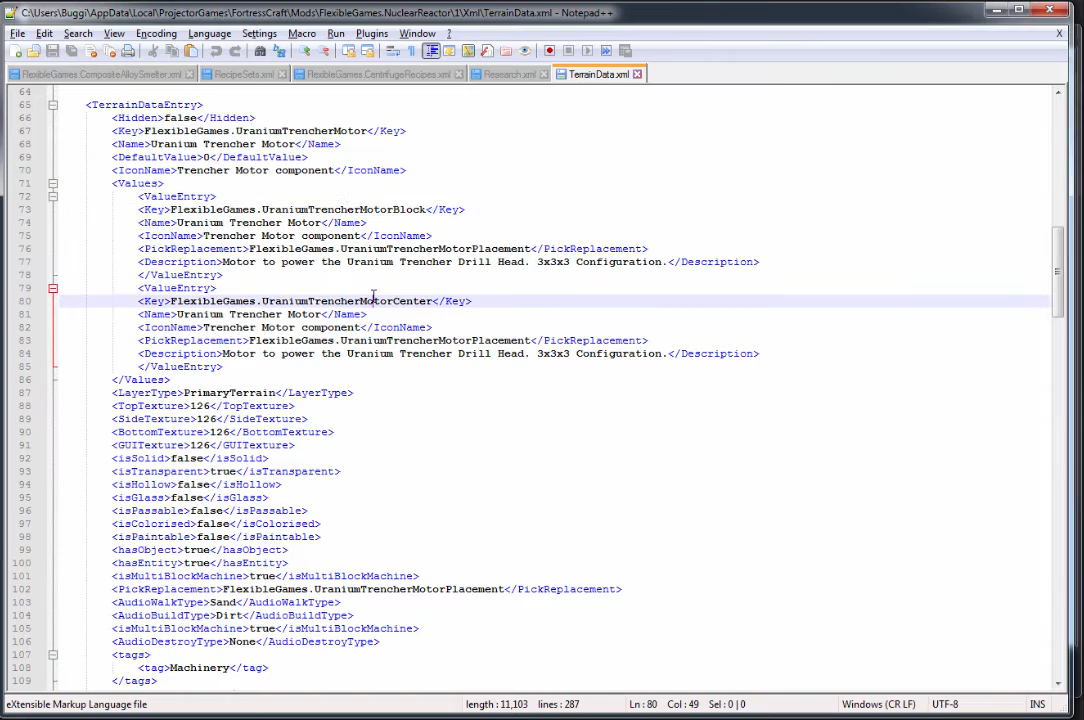 C:\Users\Buggi\AppData\Local\ProjectorGames\FortressCraft\Mods\FlexibleGames.NuclearReactor\1\Xml\TerrainData.xml - Notepad++
File Edit Search View Encoding Language Settings Macro Run Plugins Window ? X
FlexibleGames.CompositeAlloySmelter.xml RecipeSets.xml FlexibleGames.CentrifugeRecipes.xml Research.xml TerrainData.xml
64
65 <TerrainDataEntry>
66 <Hidden>false</Hidden>
67 <Key>FlexibleGames.UraniumTrencherMotor</Key>
68 <Name>Uranium Trencher Motor</Name>
69 <DefaultValue>0</DefaultValue>
70 <IconName>Trencher Motor component</IconName>
71 <Values>
72 <ValueEntry>
73 <Key>FlexibleGames.UraniumTrencherMotorBlock</Key>
74 <Name>Uranium Trencher Motor</Name>
75 <IconName>Trencher Motor component</IconName>
76 <PickReplacement>FlexibleGames.UraniumTrencherMotorPlacement</PickReplacement>
77 <Description>Motor to power the Uranium Trencher Drill Head. 3x3x3 Configuration.</Description>
78 </ValueEntry>
79 <ValueEntry>
80 <Key>FlexibleGames.UraniumTrencherMotorCenter</Key>
81 <Name>Uranium Trencher Motor</Name>
82 <IconName>Trencher Motor component</IconName>
83 <PickReplacement>FlexibleGames.UraniumTrencherMotorPlacement</PickReplacement>
84 <Description>Motor to power the Uranium Trencher Drill Head. 3x3x3 Configuration.</Description>
85 </ValueEntry>
86 </Values>
87 <LayerType>PrimaryTerrain</LayerType>
88 <TopTexture>126</TopTexture>
89 <SideTexture>126</SideTexture>
90 <BottomTexture>126</BottomTexture>
91 <GUITexture>126</GUITexture>
92 <isSolid>false</isSolid>
93 <isTransparent>true</isTransparent>
94 <isHollow>false</isHollow>
95 <isGlass>false</isGlass>
96 <isPassable>false</isPassable>
97 <isColorised>false</isColorised>
98 <isPaintable>false</isPaintable>
99 <hasObject>true</hasObject>
100 <hasEntity>true</hasEntity>
101 <isMultiBlockMachine>true</isMultiBlockMachine>
102 <PickReplacement>FlexibleGames.UraniumTrencherMotorPlacement</PickReplacement>
103 <AudioWalkType>Sand</AudioWalkType>
104 <AudioBuildType>Dirt</AudioBuildType>
105 <isMultiBlockMachine>true</isMultiBlockMachine>
106 <AudioDestroyType>None</AudioDestroyType>
107 <tags>
108 <tag>Machinery</tag>
109 </tags>
eXtensible Markup Language file length : 11,103 lines : 287 Ln : 80 Col : 49 Sel : 0 | 0 Windows (CR LF) UTF-8 INS